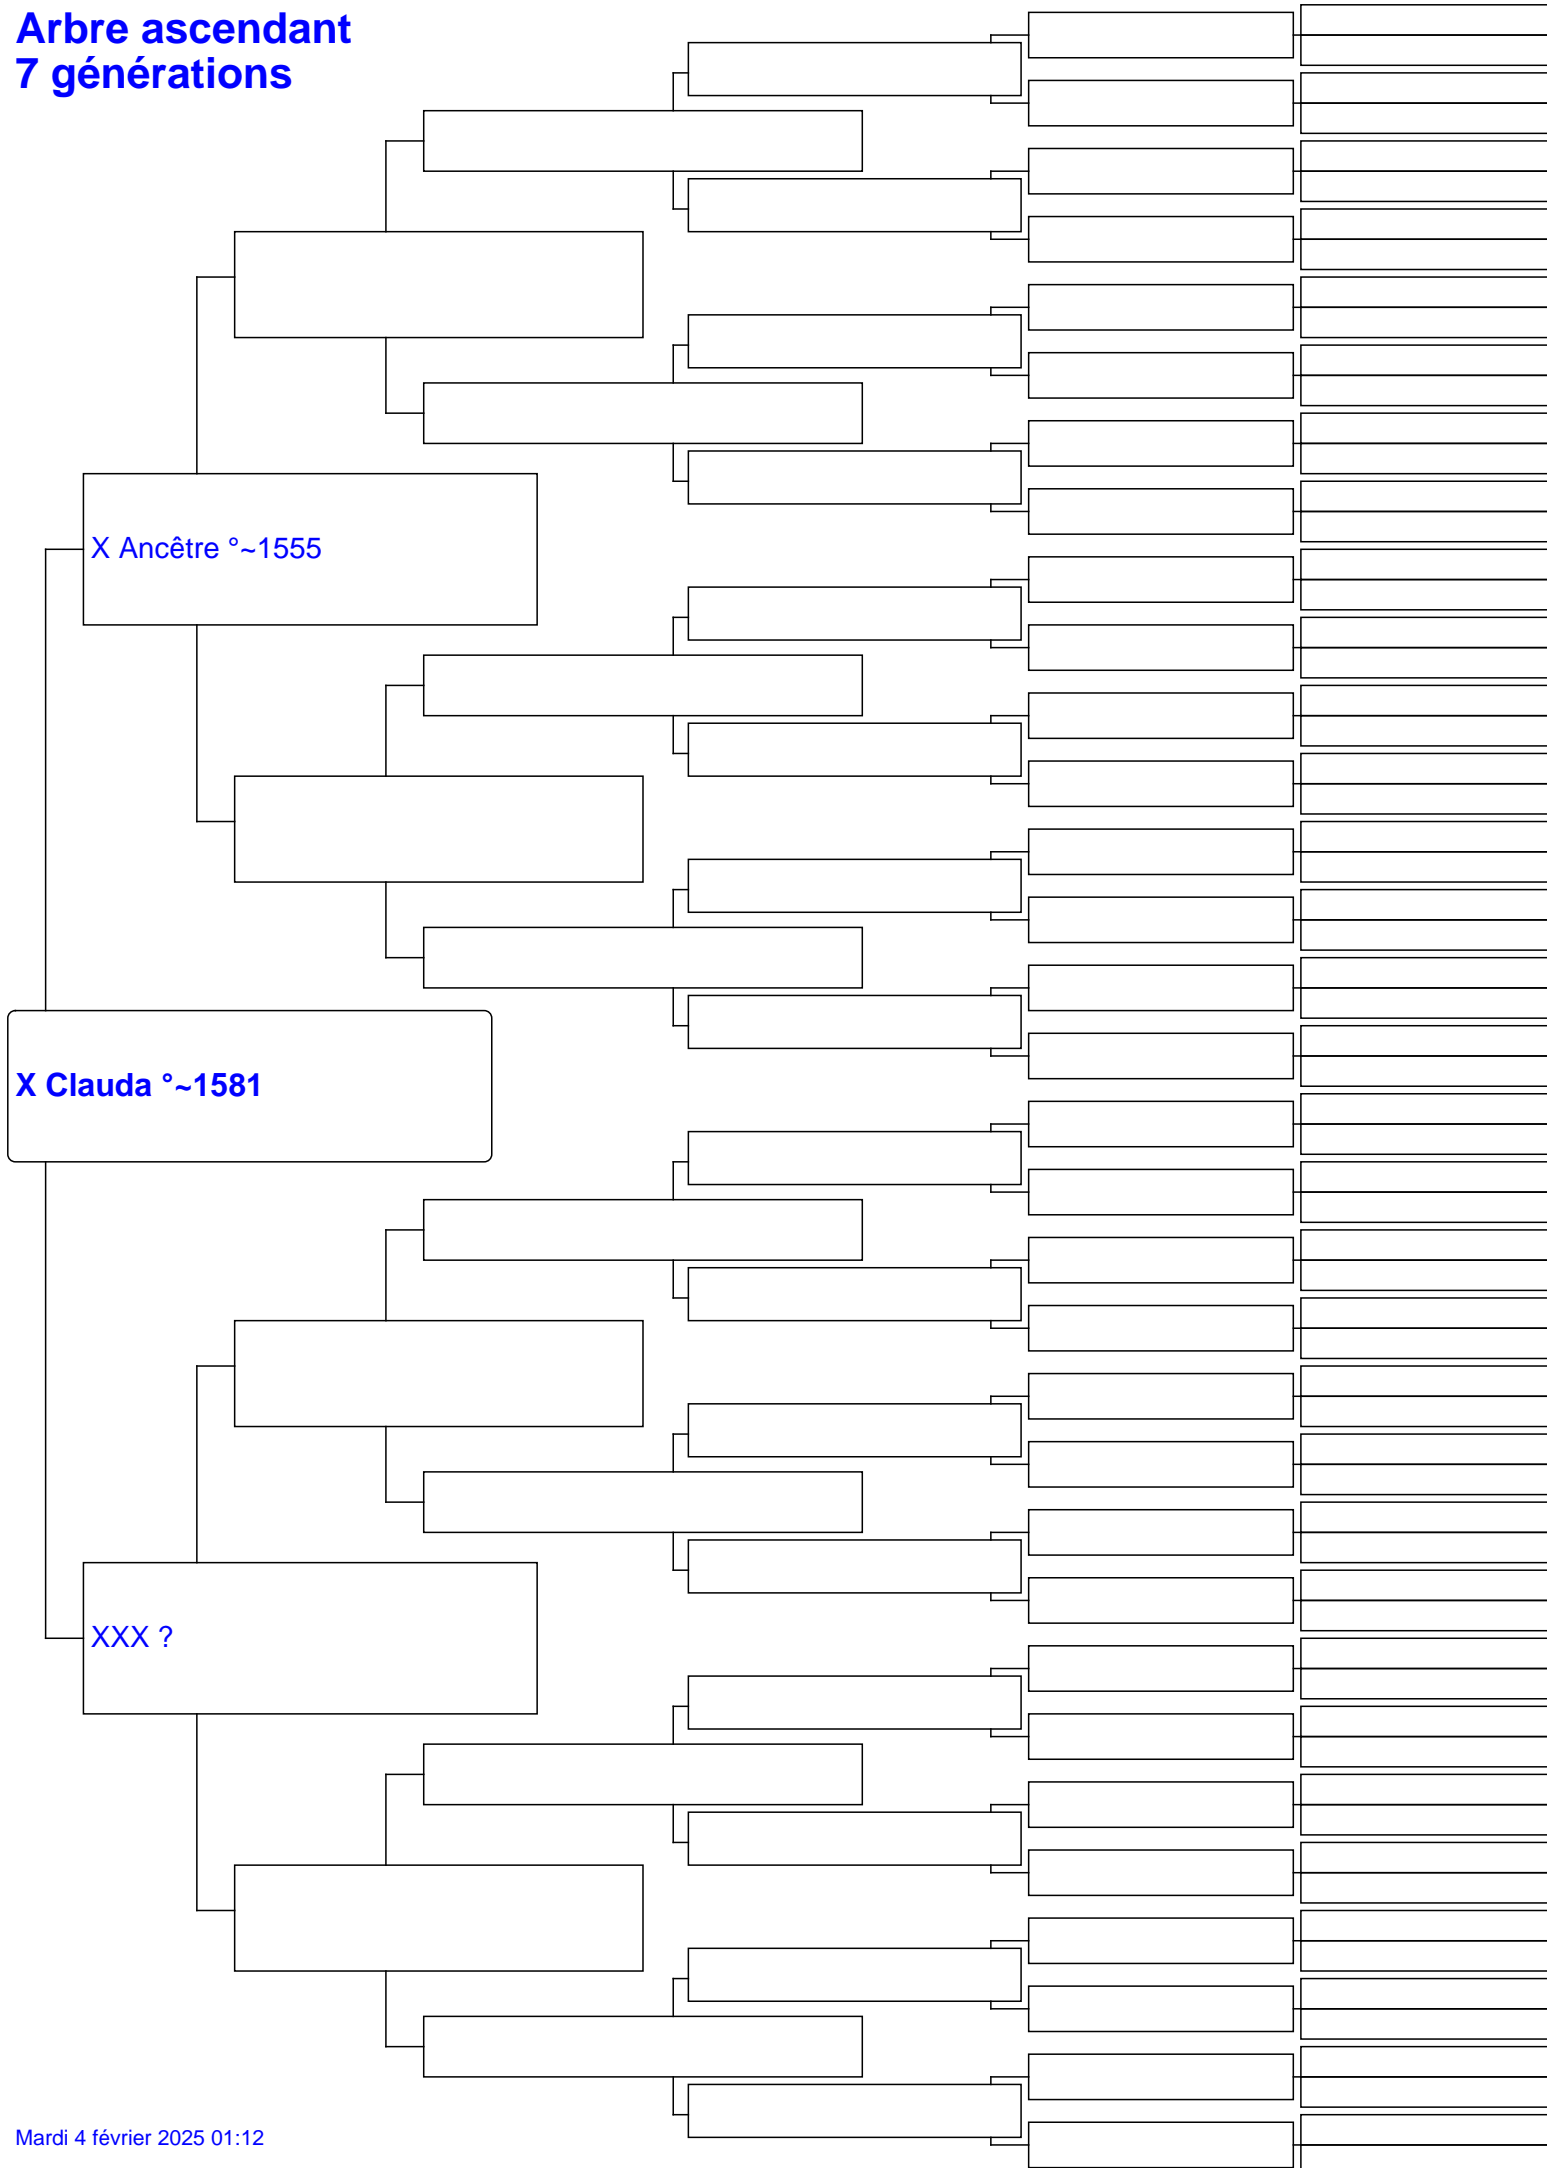 Arbre ascendant
7 générations
X Ancêtre °~1555
X Clauda °~1581
XXX ?
Mardi 4 février 2025 01:12